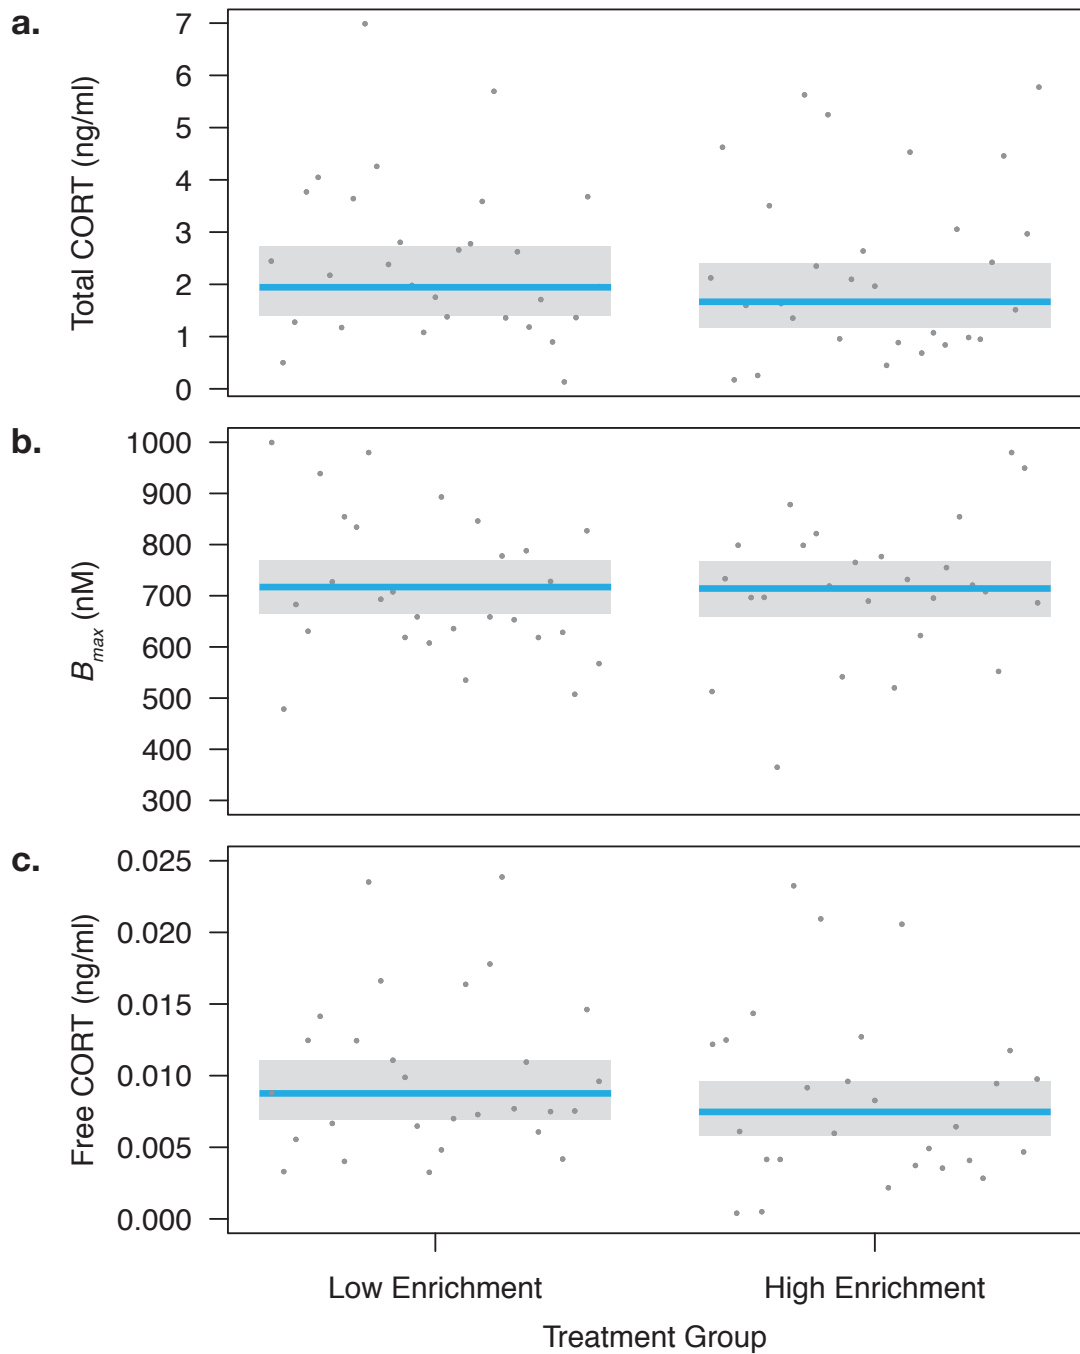 a.
Total CORT (ng/ml)
7
6
5
4
3
2
1
0
b.
Bmax (nM)
1000
900
800
700
600
500
400
300
c.
Free CORT (ng/ml)
0.025
0.020
0.015
0.010
0.005
0.000
Low Enrichment High Enrichment
Treatment Group